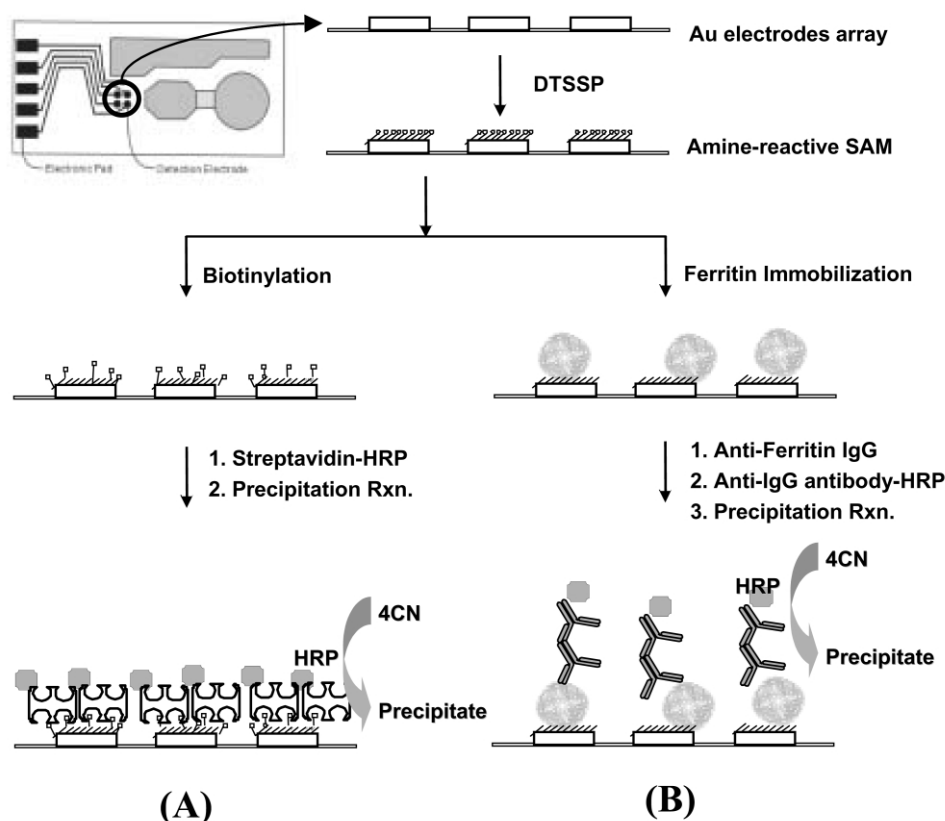 Au electrodes array
DTSSP
Amine-reactive SAM
Electronic Pad
Detection Electrode
Biotinylation
Ferritin Immobilization
1. Streptavidin-HRP
2. Precipitation Rxn.
1. Anti-Ferritin IgG
2. Anti-IgG antibody-HRP
3. Precipitation Rxn.
4CN
HRP
Precipitate
4CN
HRP
Precipitate
(A)
(B)